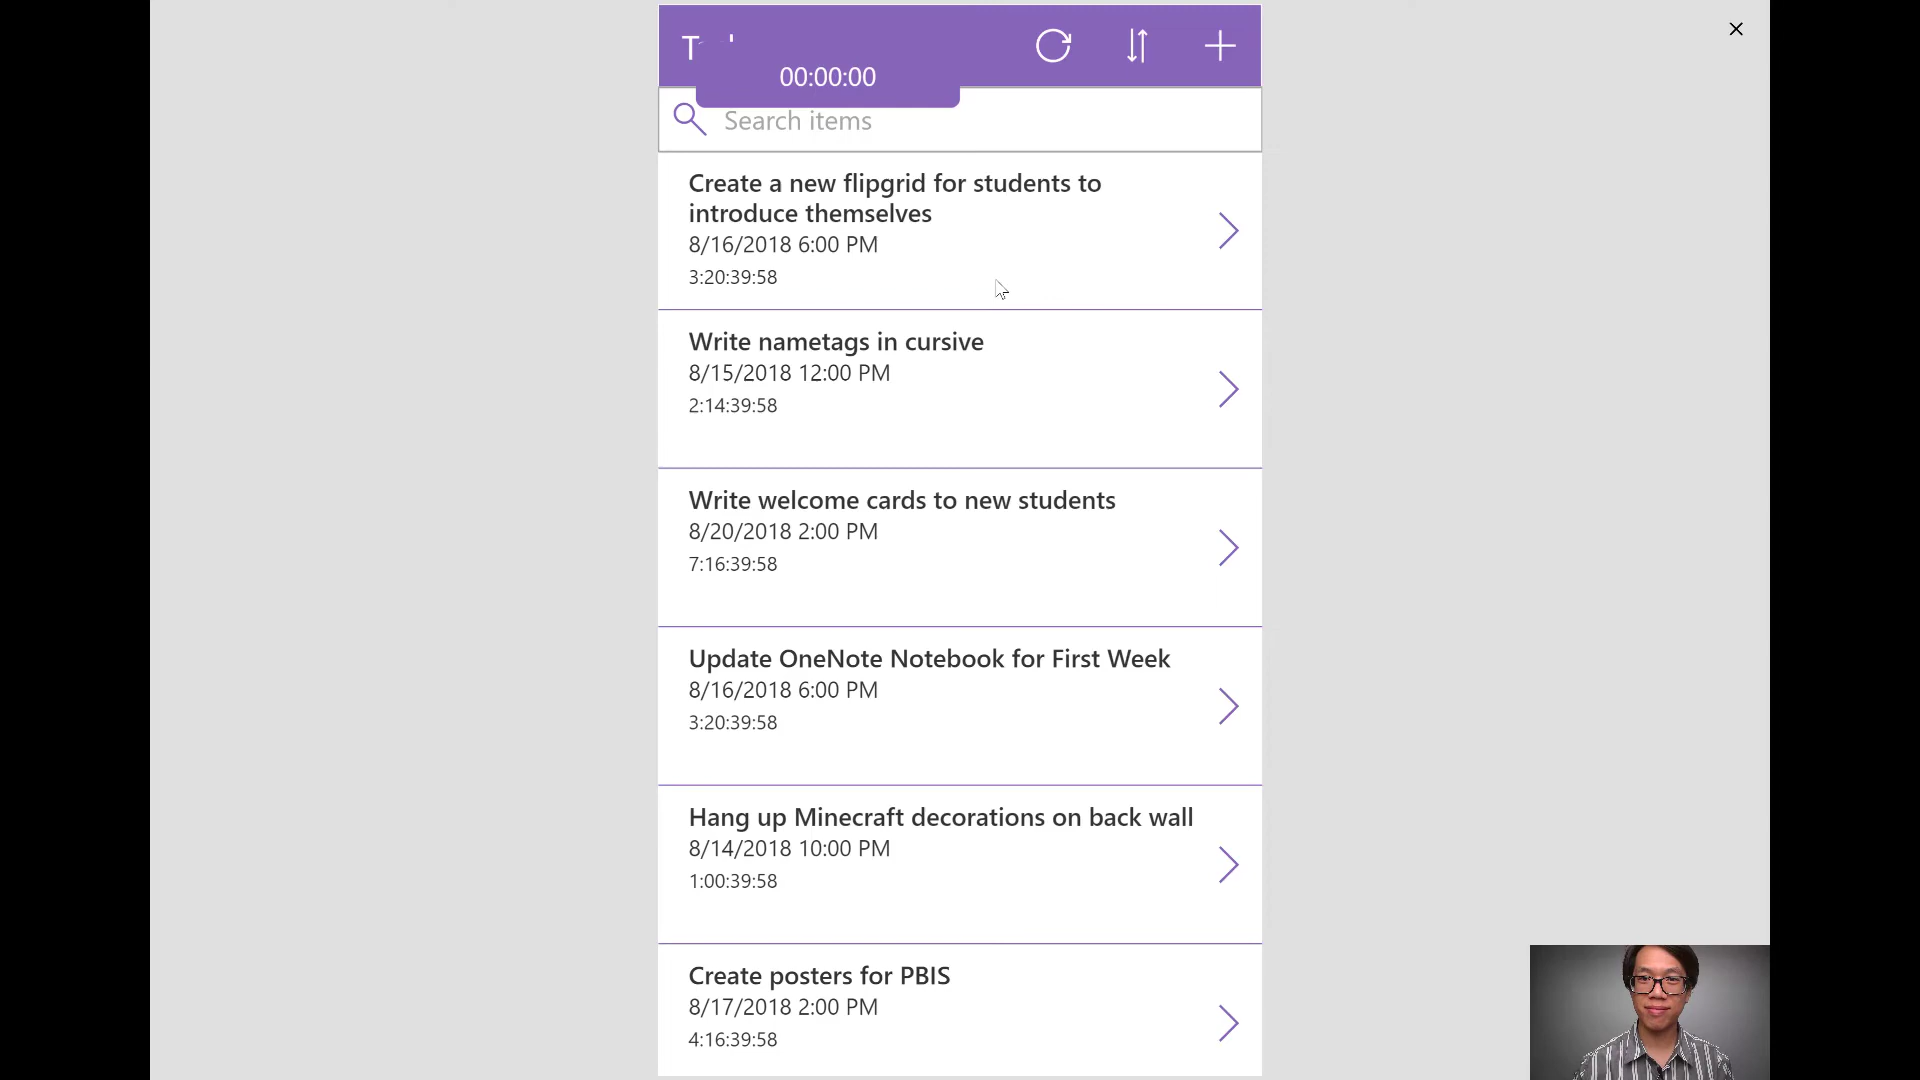 00:00:00
Search items
Create a new flipgrid for students to
introduce themselves
8/16/2018 6:00 PM
3:20:39:58
Write nametags in cursive
8/15/2018 12:00 PM
2:14:39:58
Write welcome cards to new students
8/20/2018 2:00 PM
7:16:39:58
Update OneNote Notebook for First Week
8/16/2018 6:00 PM
3:20:39:58
Hang up Minecraft decorations on back wall
8/14/2018 10:00 PM
1:00:39:58
Create posters for PBIS
8/17/2018 2:00 PM
4:16:39:58